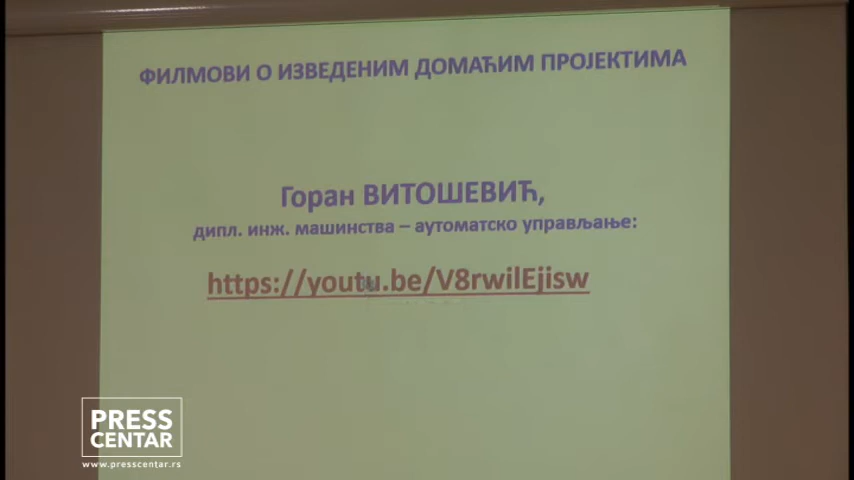 ФИЛМОВИ О ИЗВЕДЕНИМ ДОМАЋИМ ПРОЈЕКТИМА
Горан ВИТОШЕВИЋ,
дипл. инж. машинства – аутоматско управљање:
https://youtu.be/V8rwilEjisw
PRESS
CENTAR
www.presscentar.rs